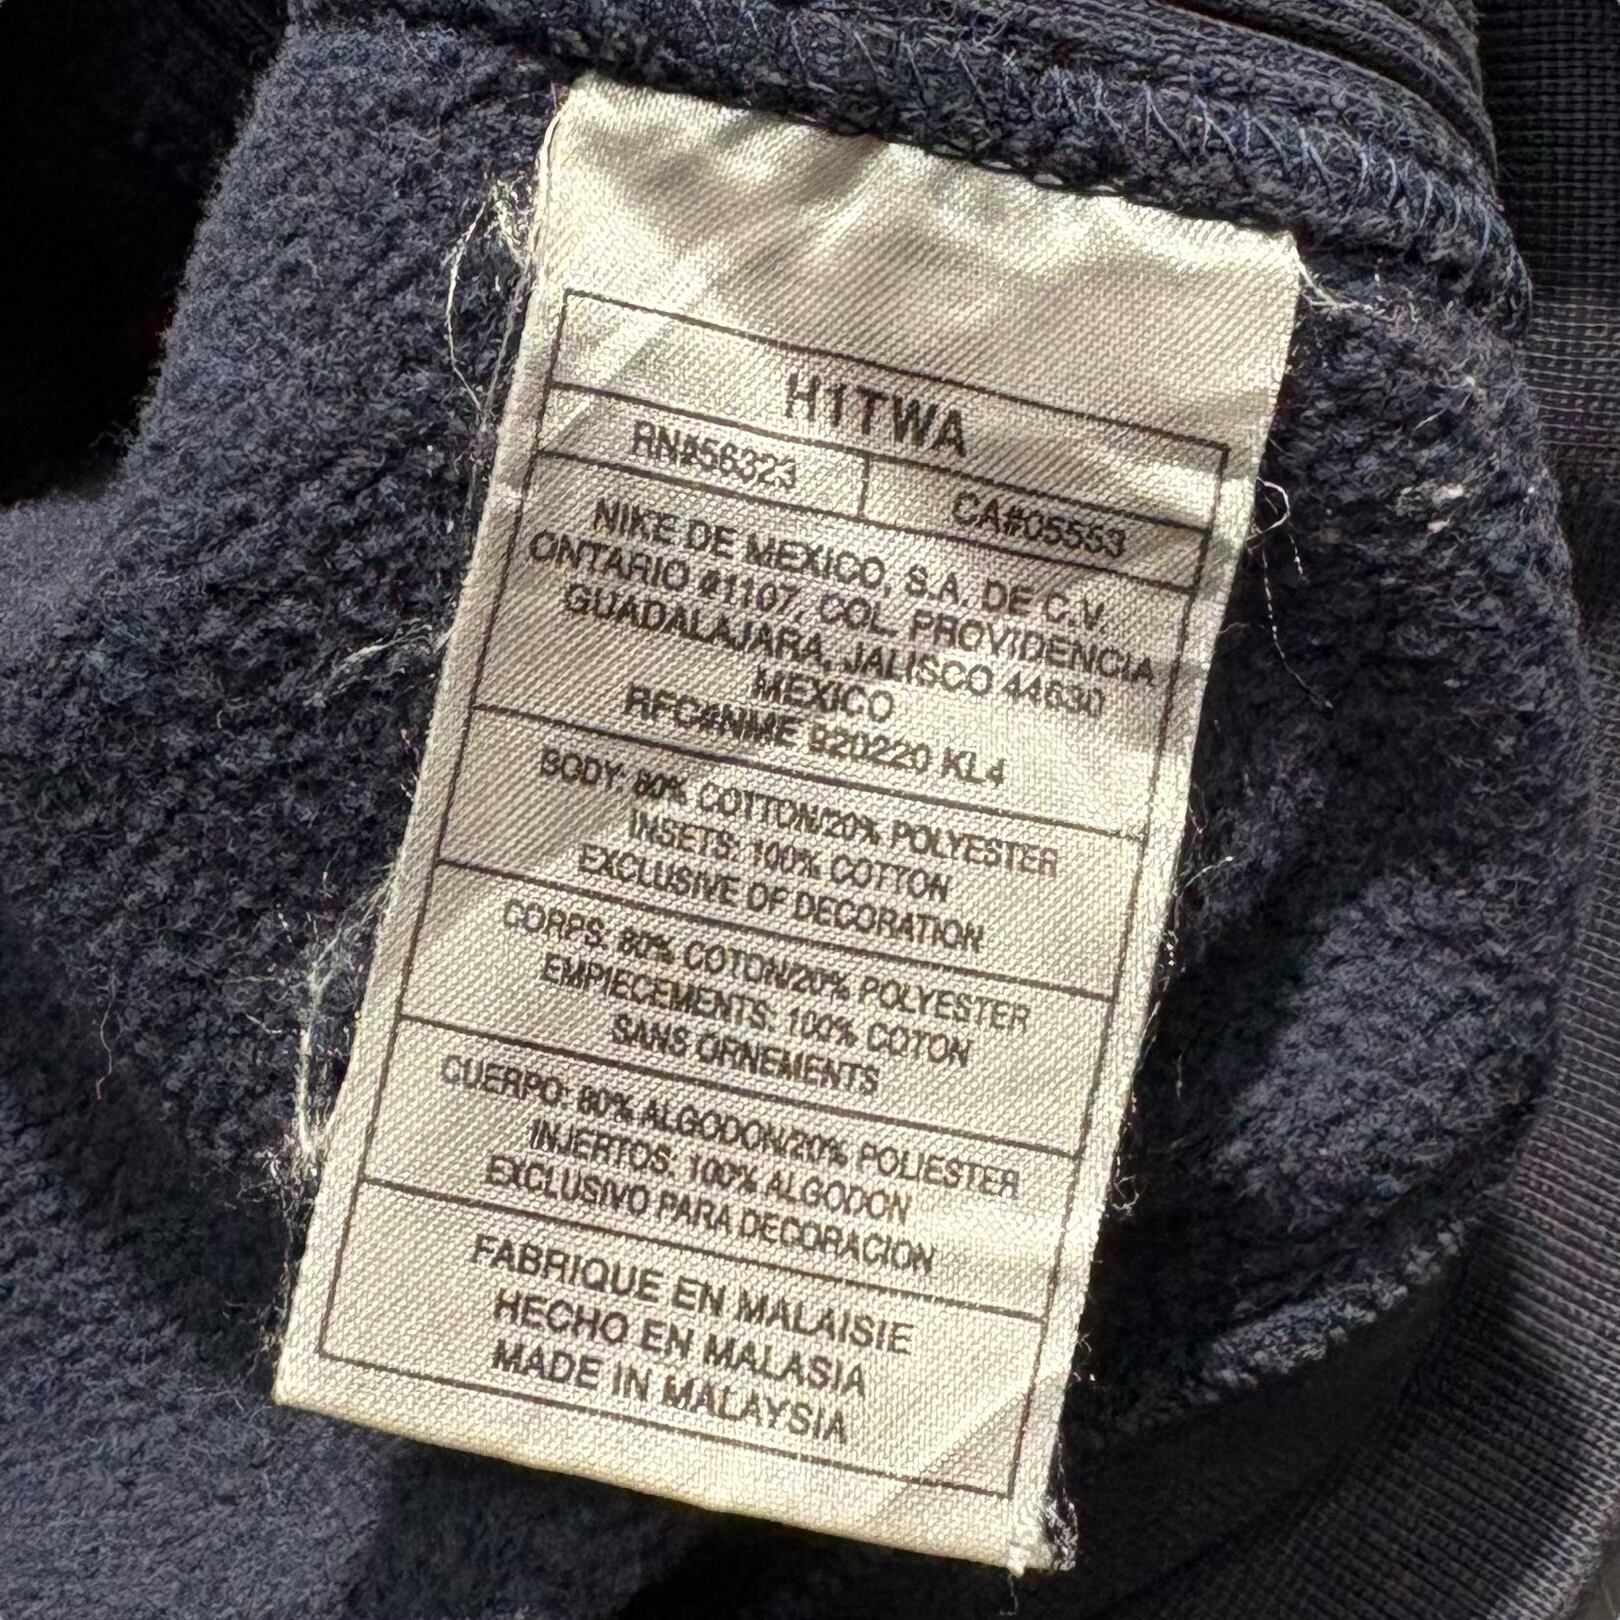 H1TWA
RN#56323 CA#05553
NIKE DE MEXICO, S.A. DE C.V.
ONTARIO #1107, COL. PROVIDENCIA
GUADALAJARA, JALISCO 44630
MEXICO
RFC#NME 920220 KL4
BODY: 80% COTTON/20% POLYESTER
INSETS: 100% COTTON
EXCLUSIVE OF DECORATION
CORPS: 80% COTON/20% POLYESTER
EMPIECEMENTS: 100% COTON
SANS ORNEMENTS
CUERPO: 80% ALGODON/20% POLIESTER
INJERTOS: 100% ALGODON
EXCLUSIVO PARA DECORACION
FABRIQUE EN MALAISIE
HECHO EN MALASIA
MADE IN MALAYSIA